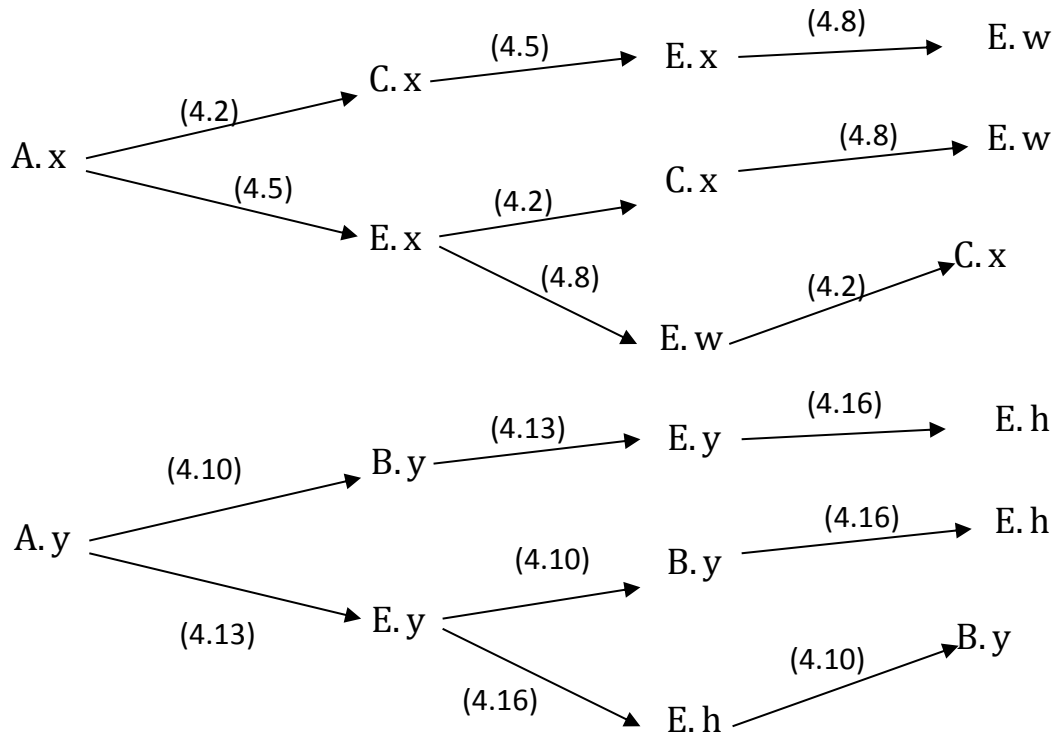 (4.8) E. w
(4.5) E. x
C. x
(4.2)
(4.8) E. w
A. x
C. x
(4.5) (4.2)
E. x
C. x
(4.8) (4.2)
E. w
(4.16) E. h
(4.13) E. y
B. y
(4.10)
(4.16) E. h
A. y
(4.10) B. y
E. y
(4.13) B. y
(4.10)
(4.16)
E. h